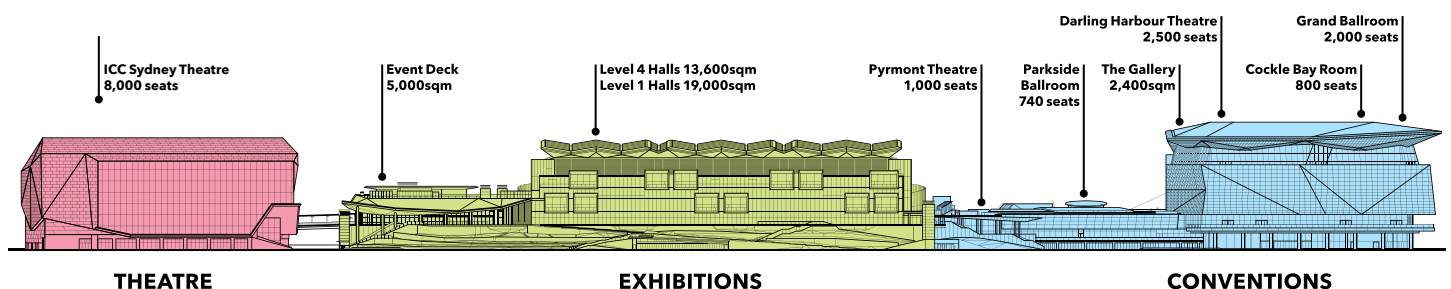 ICC Sydney Theatre
8,000 seats
Event Deck
5,000sqm
Level 4 Halls 13,600sqm
Level 1 Halls 19,000sqm
Pyrmont Theatre
1,000 seats
Parkside
Ballroom
740 seats
The Gallery
2,400sqm
Darling Harbour Theatre
2,500 seats
Cockle Bay Room
800 seats
Grand Ballroom
2,000 seats
THEATRE
EXHIBITIONS
CONVENTIONS